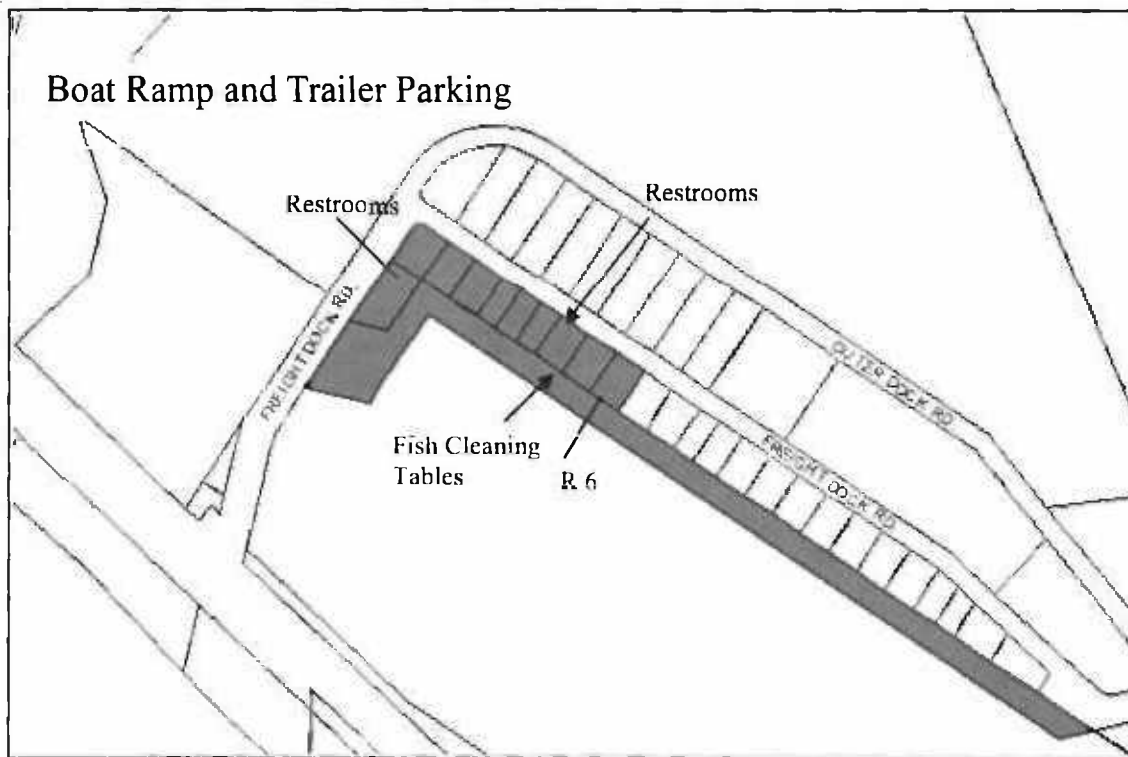 Boat Ramp and Trailer Parking
Restrooms
Restrooms
FREIGHT DOCK RD.
OUTER DOCK RD
Fish Cleaning
Tables
R 6
FREIGHT DOCK RD.